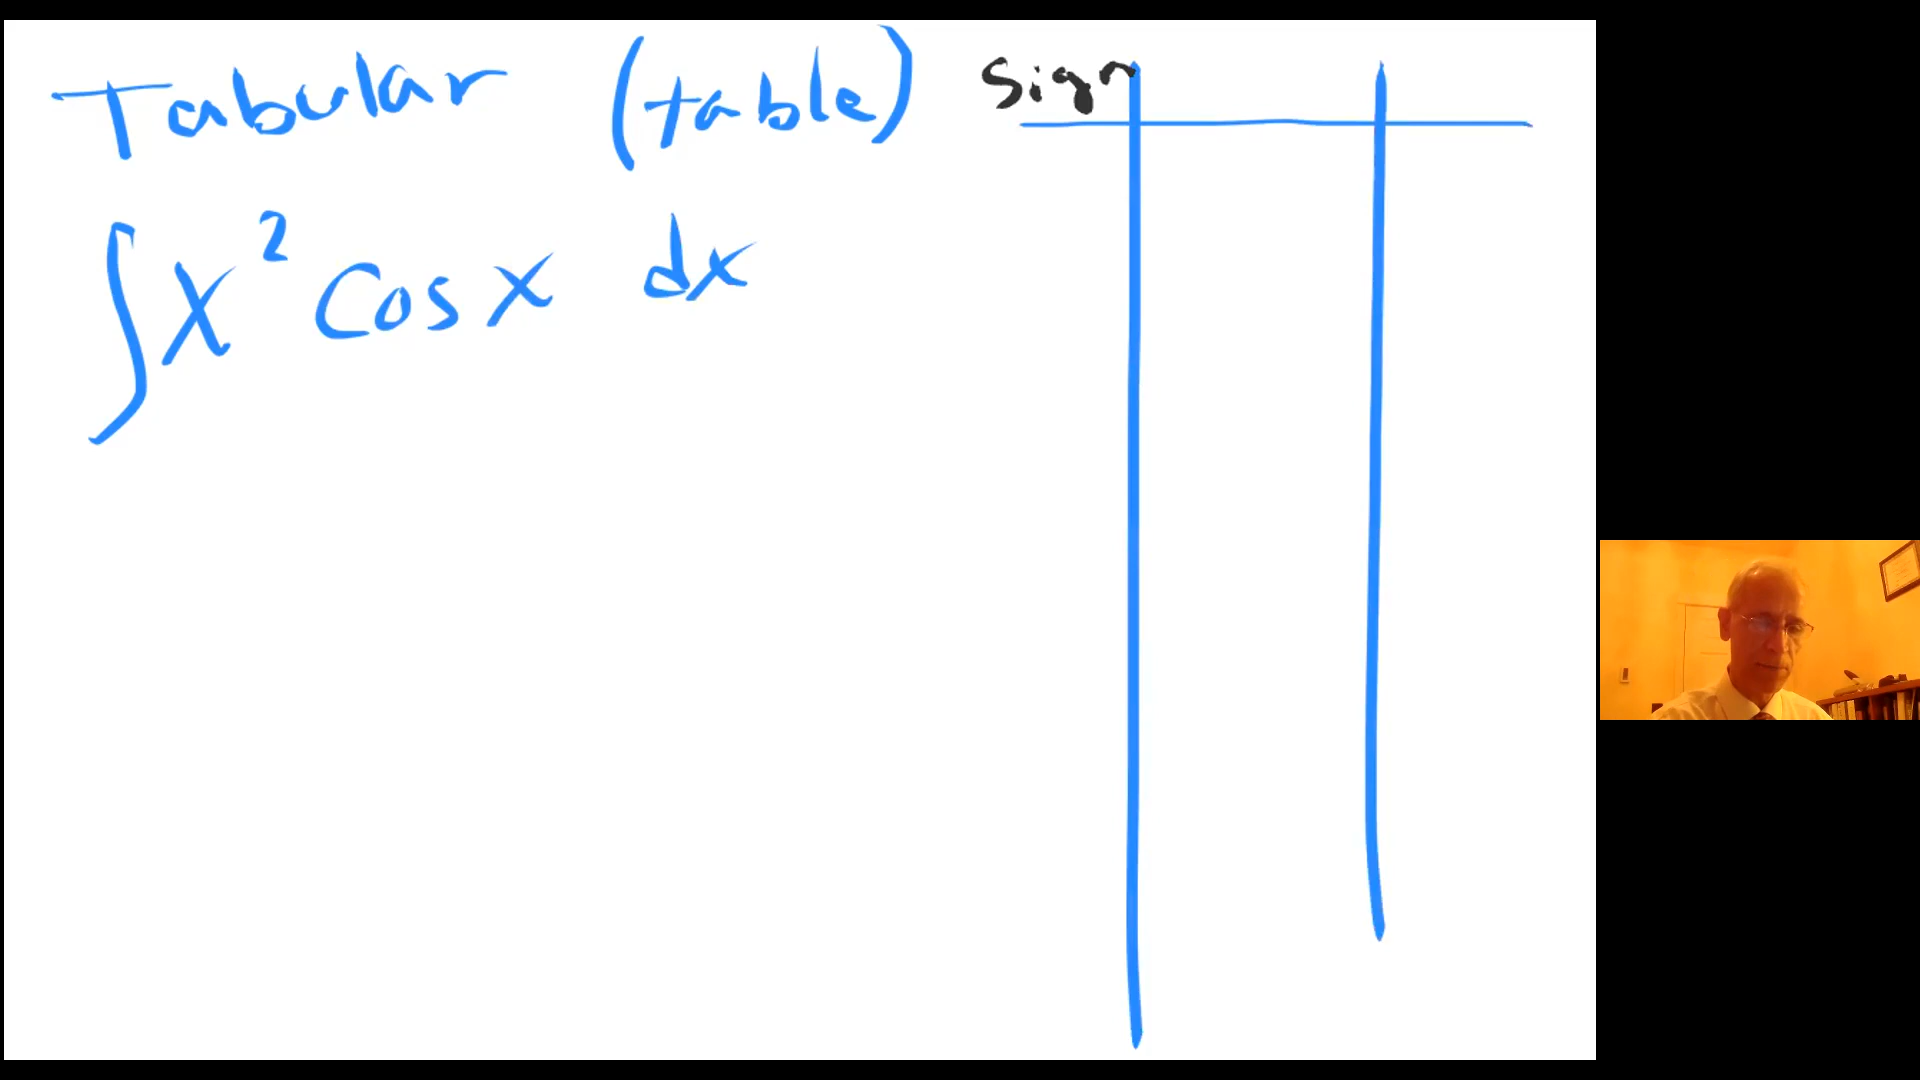 Tabular (table)
Sign
∫x² cos x dx